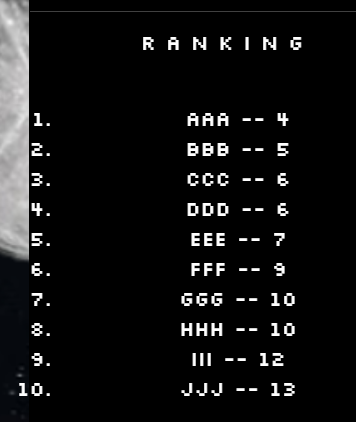 RANKING
1. AAA -- 4
2. BBB -- 5
3. CCC -- 6
4. DDD -- 6
5. EEE -- 7
6. FFF -- 9
7. GGG -- 10
8. HHH -- 10
9. III -- 12
10. JJJ -- 13